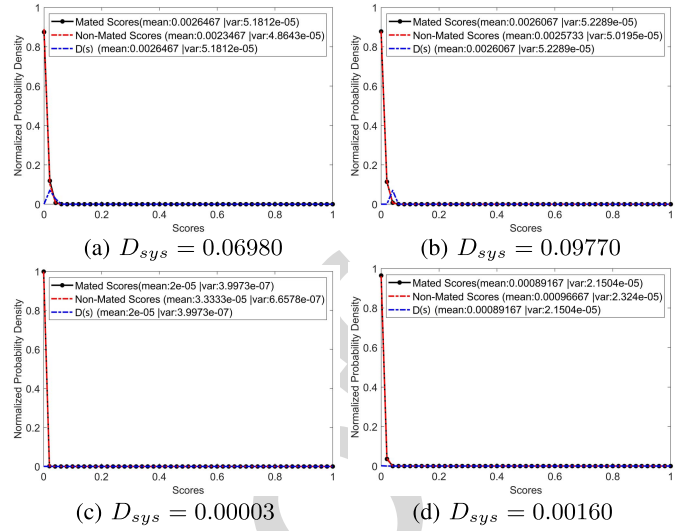 Normalized Probability Density
1
0.8
0.6
0.4
0.2
0
Mated Scores(mean:0.0026467 |var:5.1812e-05)
Non-Mated Scores (mean:0.0023467 |var:4.8643e-05)
D(s) (mean:0.0026467 |var:5.1812e-05)
0 0.2 0.4 0.6 0.8 1
Scores
(a) D_sys = 0.06980
Normalized Probability Density
1
0.8
0.6
0.4
0.2
0
Mated Scores(mean:0.0026067 |var:5.2289e-05)
Non-Mated Scores (mean:0.0025733 |var:5.0195e-05)
D(s) (mean:0.0026067 |var:5.2289e-05)
0 0.2 0.4 0.6 0.8 1
Scores
(b) D_sys = 0.09770
Normalized Probability Density
1
0.8
0.6
0.4
0.2
0
Mated Scores(mean:2e-05 |var:3.9973e-07)
Non-Mated Scores (mean:3.3333e-05 |var:6.6578e-07)
D(s) (mean:2e-05 |var:3.9973e-07)
0 0.2 0.4 0.6 0.8 1
Scores
(c) D_sys = 0.00003
Normalized Probability Density
1
0.8
0.6
0.4
0.2
0
Mated Scores(mean:0.00089167 |var:2.1504e-05)
Non-Mated Scores (mean:0.00096667 |var:2.324e-05)
D(s) (mean:0.00089167 |var:2.1504e-05)
0 0.2 0.4 0.6 0.8 1
Scores
(d) D_sys = 0.00160